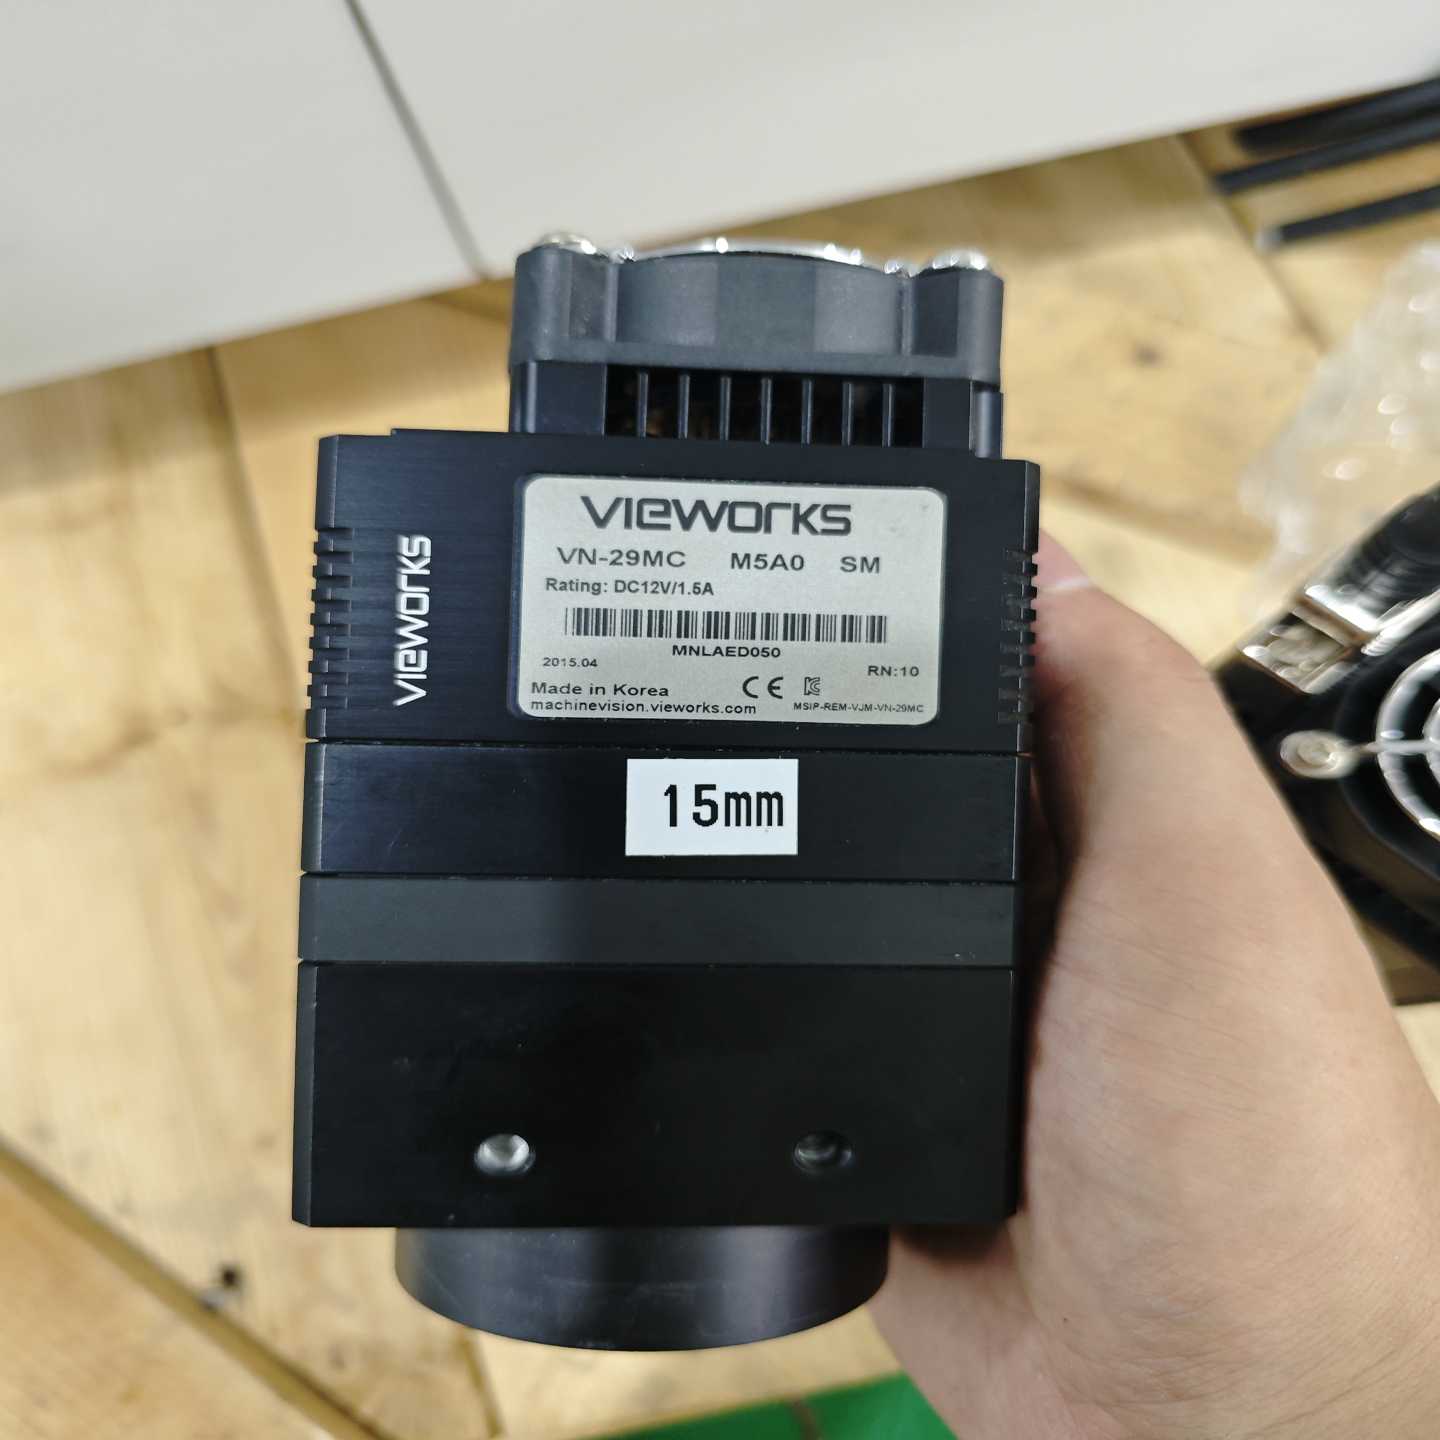 VIEWORKS
VIEWORKS
VN-29MC M5A0 SM
Rating: DC12V/1.5A
MNLAED050
2015.04 RN:10
Made in Korea CE
machinevision.vieworks.com MSIP-REM-VJM-VN-29MC
15mm